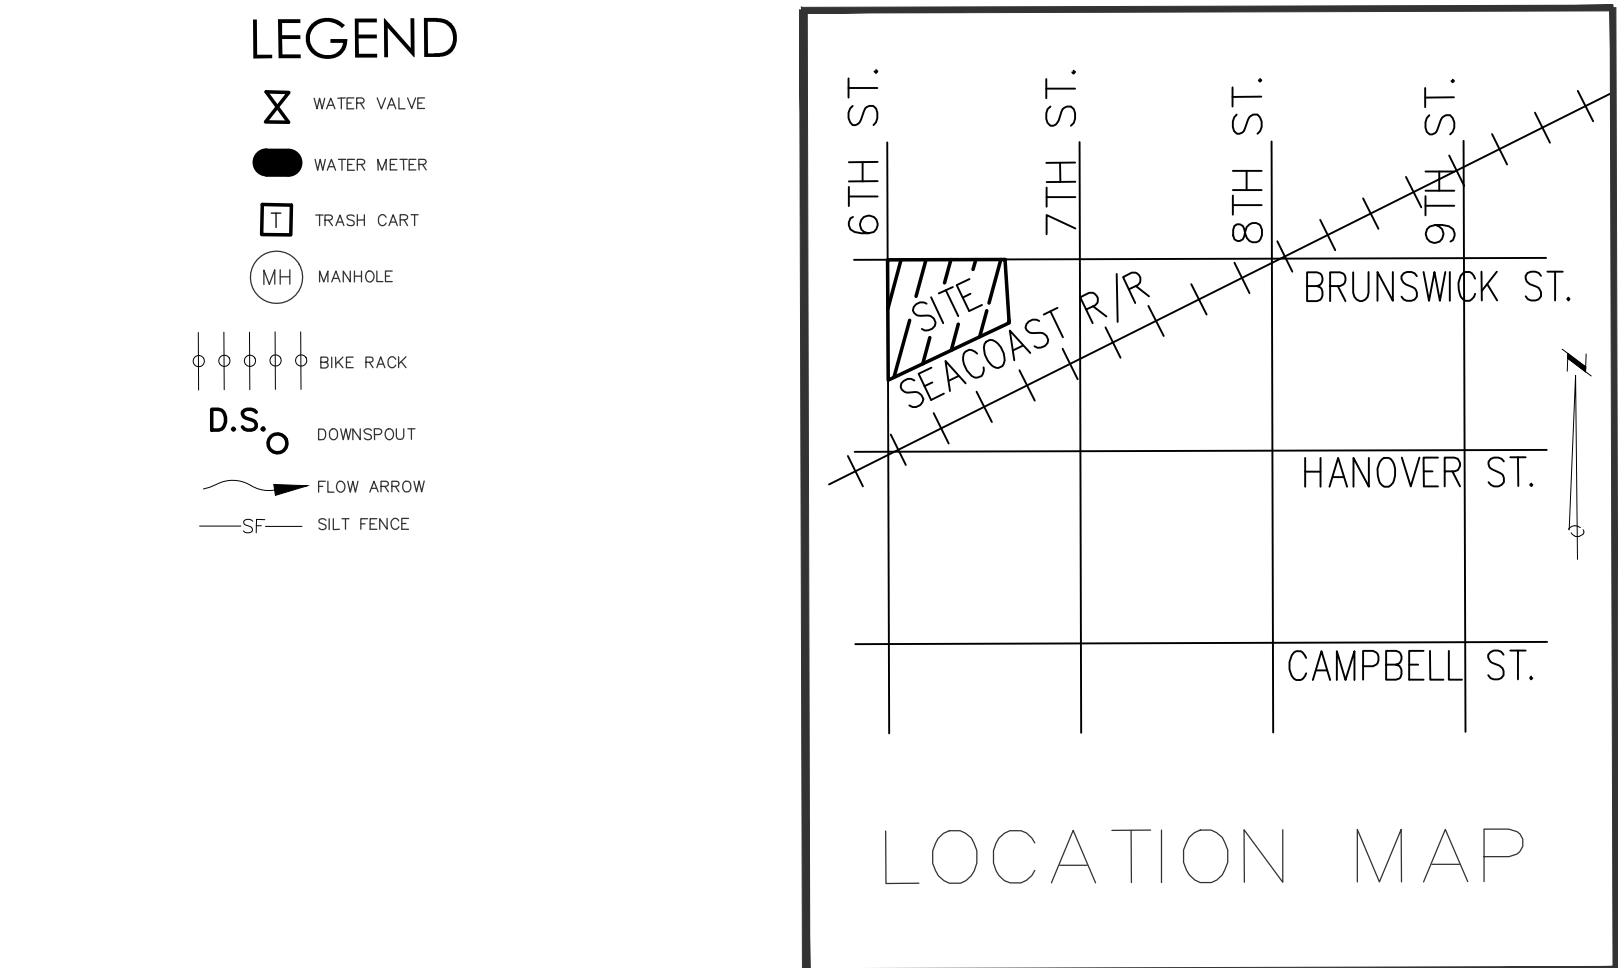 LEGEND
WATER VALVE
WATER METER
T TRASH CART
MH MANHOLE
BIKE RACK
D.S. DOWNSPOUT
FLOW ARROW
SF SILT FENCE
6TH ST.
7TH ST.
8TH ST.
9TH ST.
BRUNSWICK ST.
SITE
SEACOAST R/R
N
HANOVER ST.
CAMPBELL ST.
LOCATION MAP